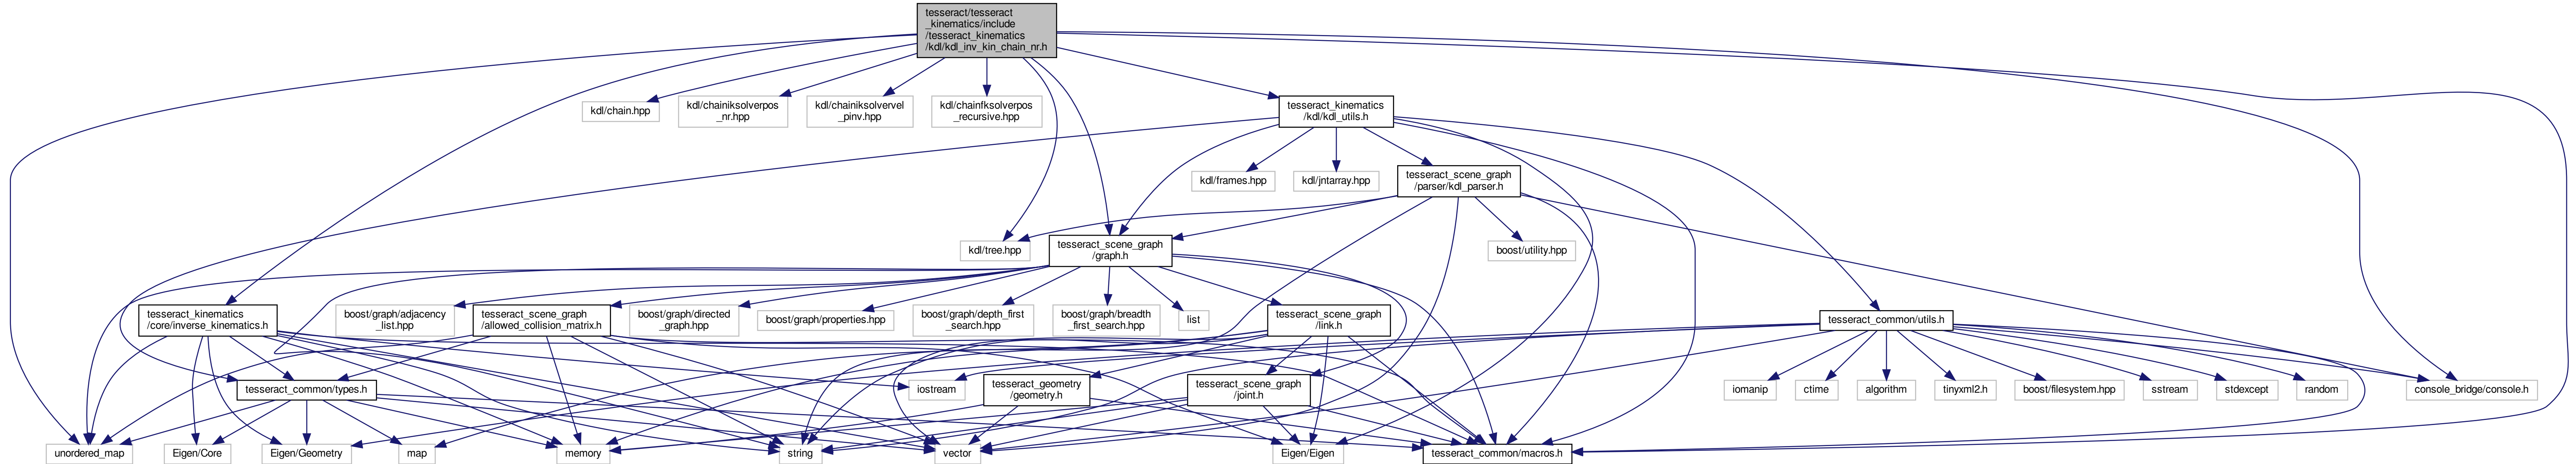 tesseract/tesseract
_kinematics/include
/tesseract_kinematics
/kdl/kdl_inv_kin_chain_nr.h
kdl/chain.hpp
kdl/chainiksolverpos
_nr.hpp
kdl/chainiksolvervel
_pinv.hpp
kdl/chainfksolverpos
_recursive.hpp
tesseract_kinematics
/kdl/kdl_utils.h
kdl/frames.hpp
kdl/jntarray.hpp
tesseract_scene_graph
/parser/kdl_parser.h
kdl/tree.hpp
tesseract_scene_graph
/graph.h
boost/utility.hpp
tesseract_kinematics
/core/inverse_kinematics.h
boost/graph/adjacency
_list.hpp
tesseract_scene_graph
/allowed_collision_matrix.h
boost/graph/directed
_graph.hpp
boost/graph/properties.hpp
boost/graph/depth_first
_search.hpp
boost/graph/breadth
_first_search.hpp
list
tesseract_scene_graph
/link.h
tesseract_common/utils.h
tesseract_common/types.h
iostream
tesseract_geometry
/geometry.h
tesseract_scene_graph
/joint.h
iomanip
ctime
algorithm
tinyxml2.h
boost/filesystem.hpp
sstream
stdexcept
random
console_bridge/console.h
unordered_map
Eigen/Core
Eigen/Geometry
map
memory
string
vector
Eigen/Eigen
tesseract_common/macros.h